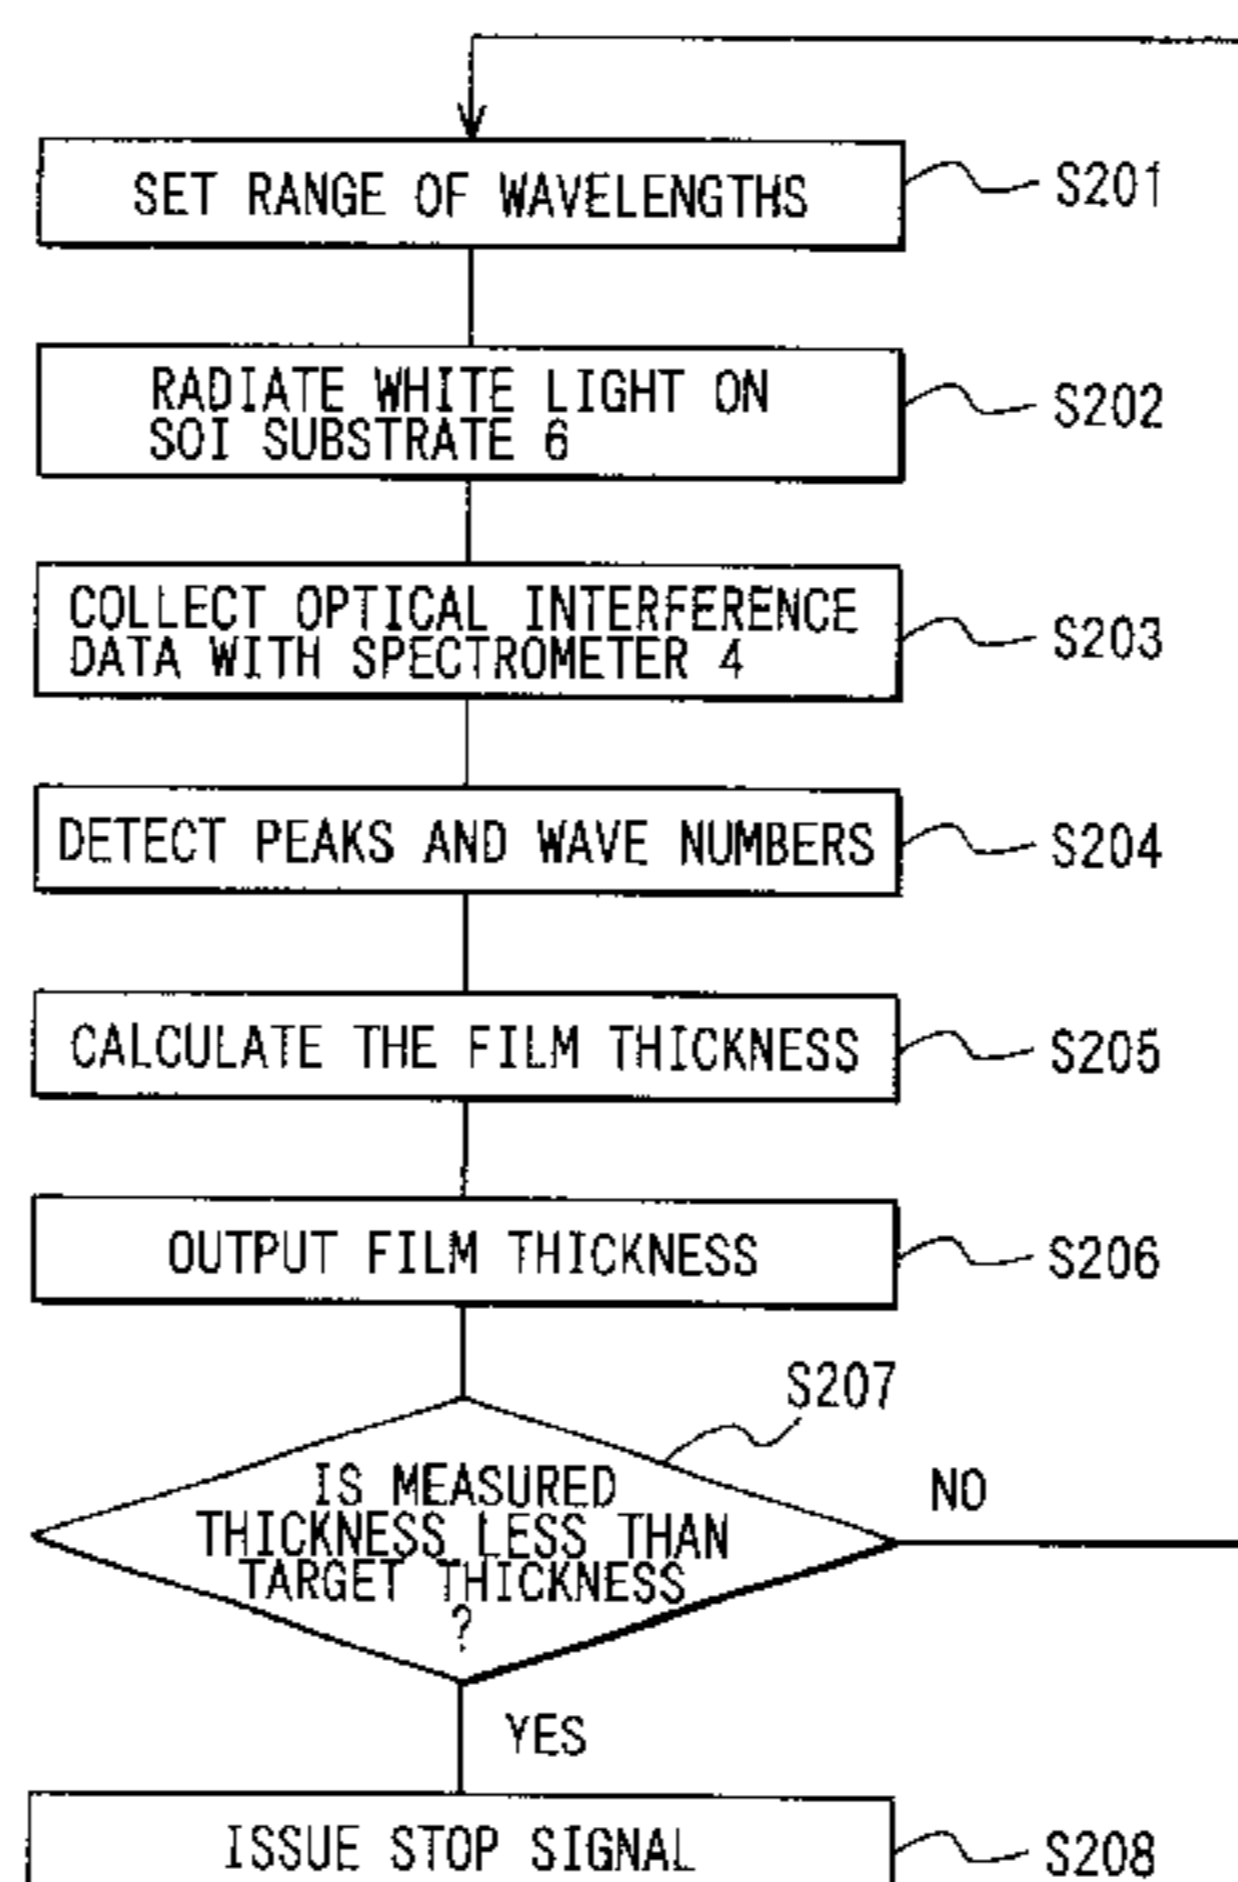 SET RANGE OF WAVELENGTHS
S201
RADIATE WHITE LIGHT ON
SOI SUBSTRATE 6
S202
COLLECT OPTICAL INTERFERENCE
DATA WITH SPECTROMETER 4
S203
DETECT PEAKS AND WAVE NUMBERS
S204
CALCULATE THE FILM THICKNESS
S205
OUTPUT FILM THICKNESS
S206
S207
IS MEASURED
THICKNESS LESS THAN
TARGET THICKNESS
?
NO
YES
ISSUE STOP SIGNAL
S208